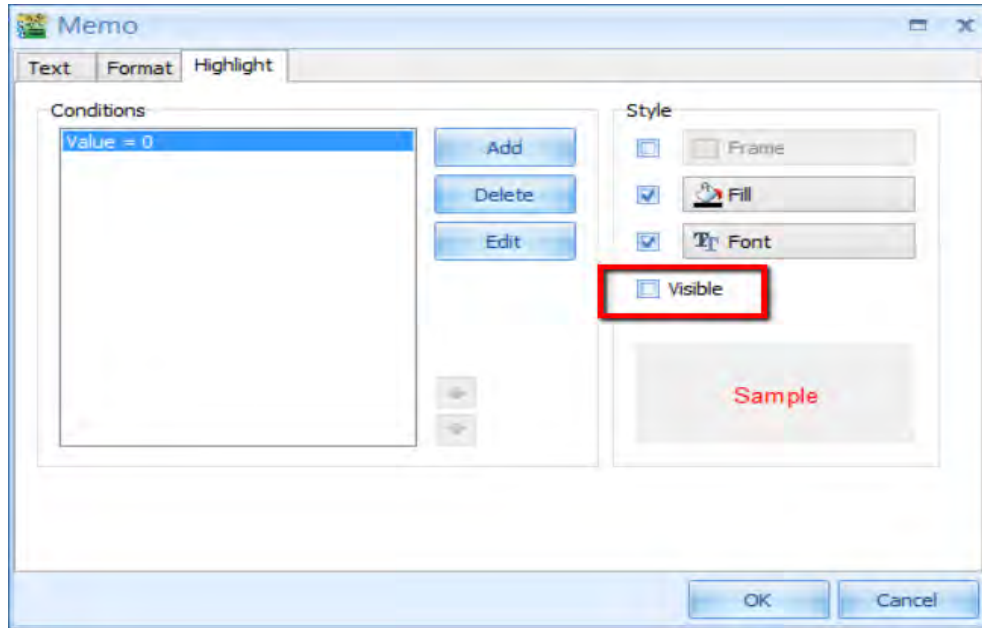 Memo
Text Format Highlight
Conditions
Value = 0
Add
Delete
Edit
Style
Frame
Fill
Font
Visible
Sample
OK Cancel